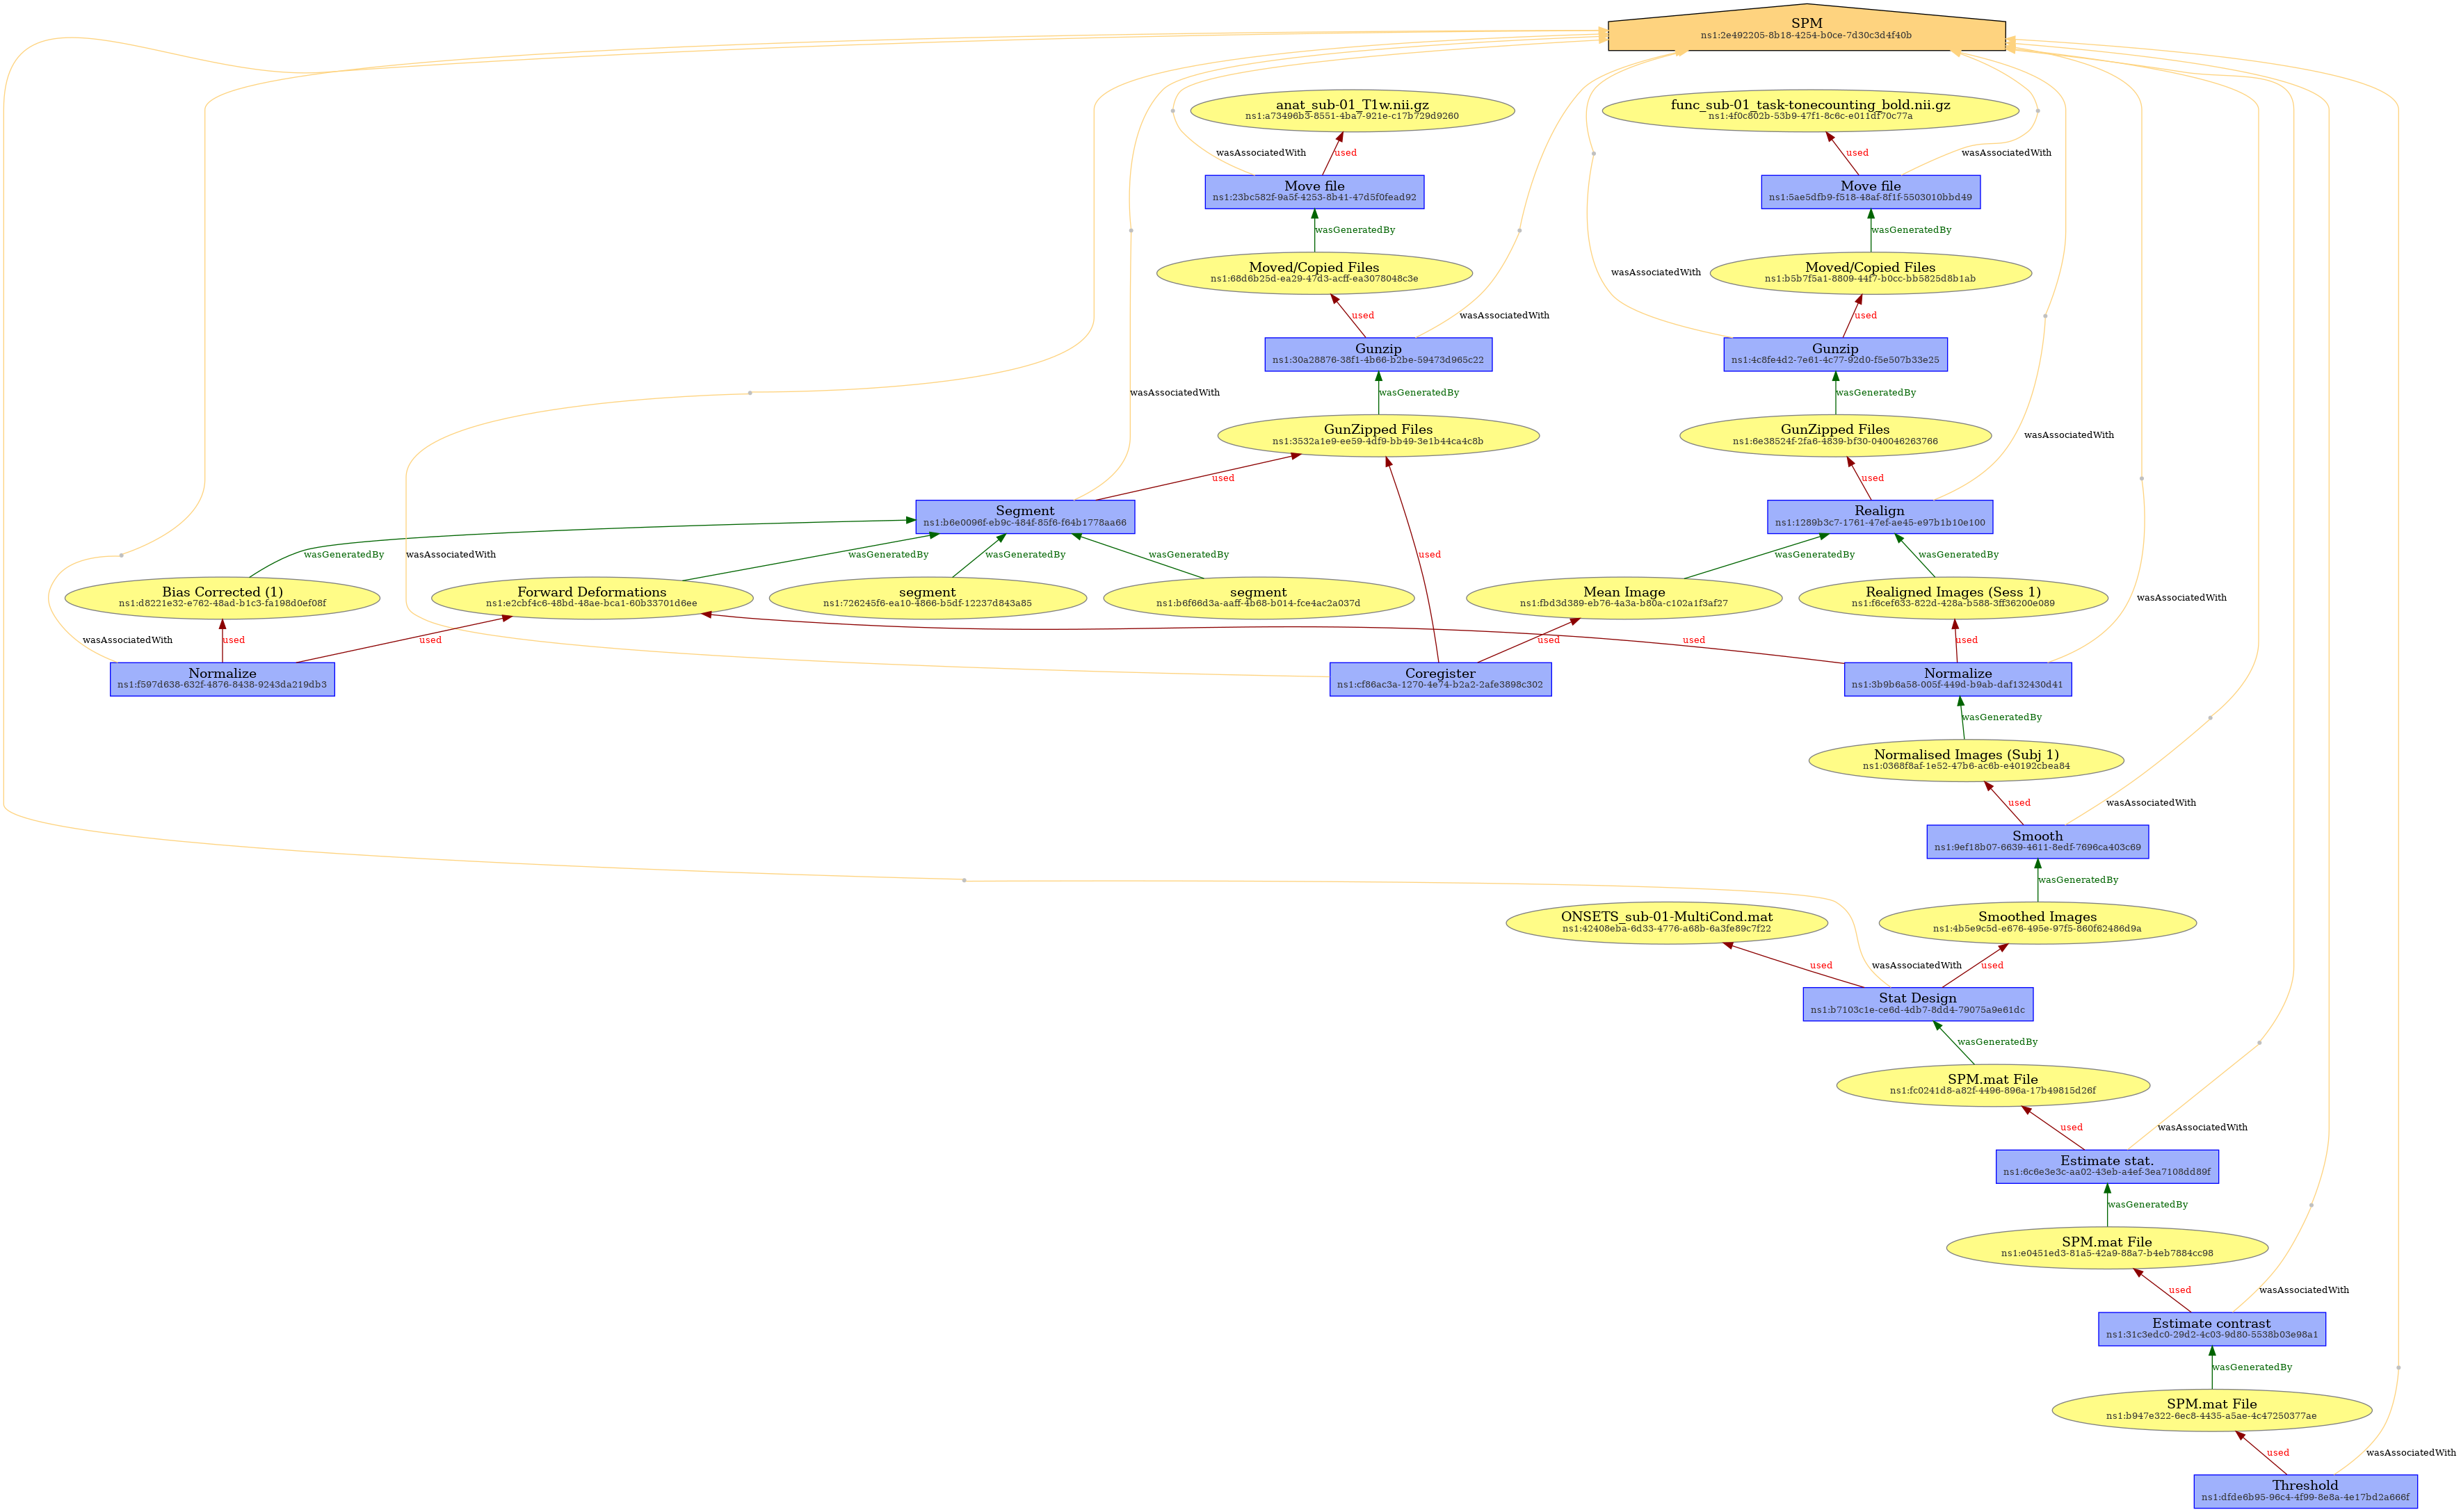 SPM
ns1:2e492205-8b18-4254-b0ce-7d30c3d4f40b
anat_sub-01_T1w.nii.gz
ns1:a73496b3-8551-4ba7-921e-c17b729d9260
func_sub-01_task-tonecounting_bold.nii.gz
ns1:4f0c802b-53b9-47f1-8c6c-e011df70c77a
wasAssociatedWith
used
used
wasAssociatedWith
Move file
ns1:23bc582f-9a5f-4253-8b41-47d5f0fead92
Move file
ns1:5ae5dfb9-f518-48af-8f1f-5503010bbd49
wasGeneratedBy
wasGeneratedBy
Moved/Copied Files
ns1:68d6b25d-ea29-47d3-acff-ea3078048c3e
wasAssociatedWith
Moved/Copied Files
ns1:b5b7f5a1-8809-44f7-b0cc-bb5825d8b1ab
used
wasAssociatedWith
used
Gunzip
ns1:30a28876-38f1-4b66-b2be-59473d965c22
Gunzip
ns1:4c8fe4d2-7e61-4c77-92d0-f5e507b33e25
wasAssociatedWith
wasGeneratedBy
wasGeneratedBy
GunZipped Files
ns1:3532a1e9-ee59-4df9-bb49-3e1b44ca4c8b
GunZipped Files
ns1:6e38524f-2fa6-4839-bf30-040046263766
wasAssociatedWith
used
used
Segment
ns1:b6e0096f-eb9c-484f-85f6-f64b1778aa66
Realign
ns1:1289b3c7-1761-47ef-ae45-e97b1b10e100
wasGeneratedBy
wasAssociatedWith
wasGeneratedBy
wasGeneratedBy
wasGeneratedBy
used
wasGeneratedBy
wasGeneratedBy
Bias Corrected (1)
ns1:d8221e32-e762-48ad-b1c3-fa198d0ef08f
Forward Deformations
ns1:e2cbf4c6-48bd-48ae-bca1-60b33701d6ee
segment
ns1:726245f6-ea10-4866-b5df-12237d843a85
segment
ns1:b6f66d3a-aaff-4b68-b014-fce4ac2a037d
Mean Image
ns1:fbd3d389-eb76-4a3a-b80a-c102a1f3af27
Realigned Images (Sess 1)
ns1:f6cef633-822d-428a-b588-3ff36200e089
wasAssociatedWith
wasAssociatedWith
used
used
used
used
used
Normalize
ns1:f597d638-632f-4876-8438-9243da219db3
Coregister
ns1:cf86ac3a-1270-4e74-b2a2-2afe3898c302
Normalize
ns1:3b9b6a58-005f-449d-b9ab-daf132430d41
wasGeneratedBy
Normalised Images (Subj 1)
ns1:0368f8af-1e52-47b6-ac6b-e40192cbea84
used
wasAssociatedWith
Smooth
ns1:9ef18b07-6639-4611-8edf-7696ca403c69
wasGeneratedBy
ONSETS_sub-01-MultiCond.mat
ns1:42408eba-6d33-4776-a68b-6a3fe89c7f22
Smoothed Images
ns1:4b5e9c5d-e676-495e-97f5-860f62486d9a
used
wasAssociatedWith
used
Stat Design
ns1:b7103c1e-ce6d-4db7-8dd4-79075a9e61dc
wasGeneratedBy
SPM.mat File
ns1:fc0241d8-a82f-4496-896a-17b49815d26f
used
wasAssociatedWith
Estimate stat.
ns1:6c6e3e3c-aa02-43eb-a4ef-3ea7108dd89f
wasGeneratedBy
SPM.mat File
ns1:e0451ed3-81a5-42a9-88a7-b4eb7884cc98
used
wasAssociatedWith
Estimate contrast
ns1:31c3edc0-29d2-4c03-9d80-5538b03e98a1
wasGeneratedBy
SPM.mat File
ns1:b947e322-6ec8-4435-a5ae-4c47250377ae
used
wasAssociatedWith
Threshold
ns1:dfde6b95-96c4-4f99-8e8a-4e17bd2a666f